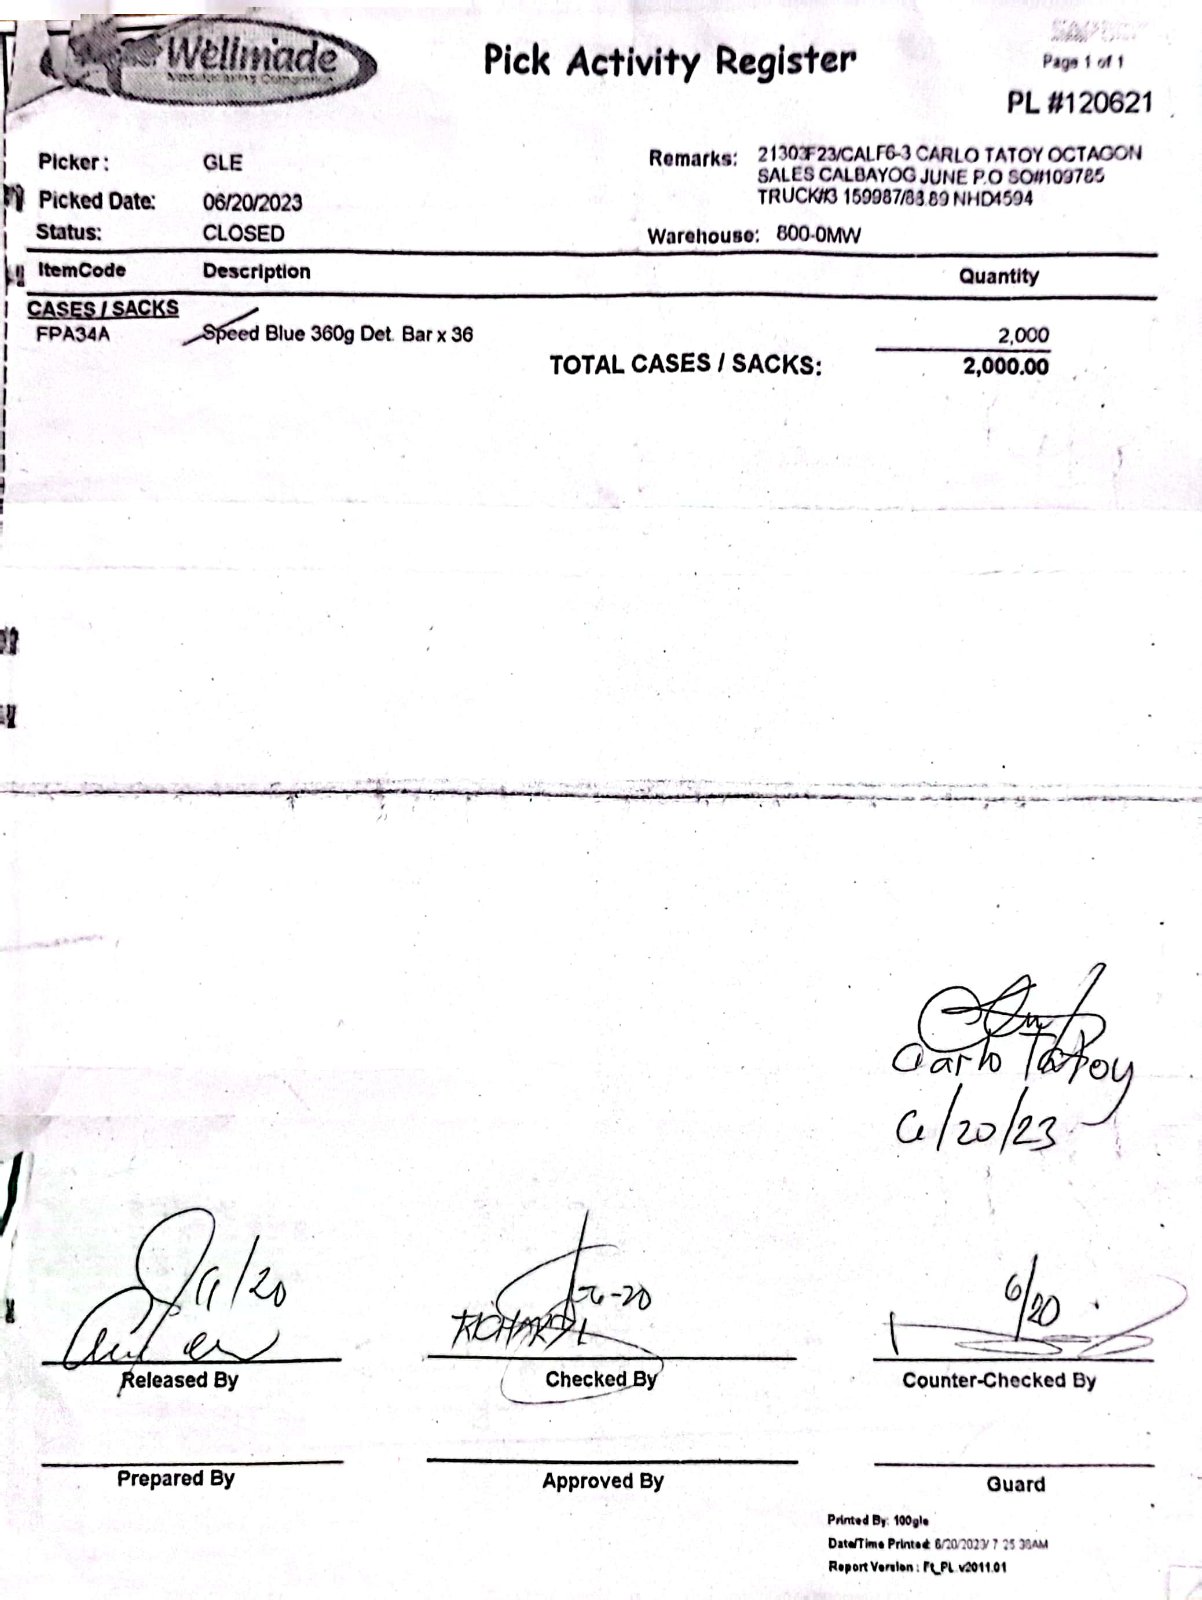 Wellmade
Manufacturing Corporation
Pick Activity Register
Page 1 of 1
PL #120621
Picker: GLE
Remarks: 21303F23/CALF6-3 CARLO TATOY OCTAGON
SALES CALBAYOG JUNE P.O SO#109785
TRUCK#3 159987/88.89 NHD4594
Picked Date: 06/20/2023
Status: CLOSED
Warehouse: 800-0MW
ItemCode Description Quantity
CASES / SACKS
FPA34A Speed Blue 360g Det. Bar x 36 2,000
TOTAL CASES / SACKS: 2,000.00
Carlo Tatoy
6/20/23
/20
6-20
RICHARD L
6/20
Released By Checked By Counter-Checked By
Prepared By Approved By Guard
Printed By: 100gle
Date/Time Printed: 6/20/2023/ 7:25:38AM
Report Version : Ft_PL.v2011.01